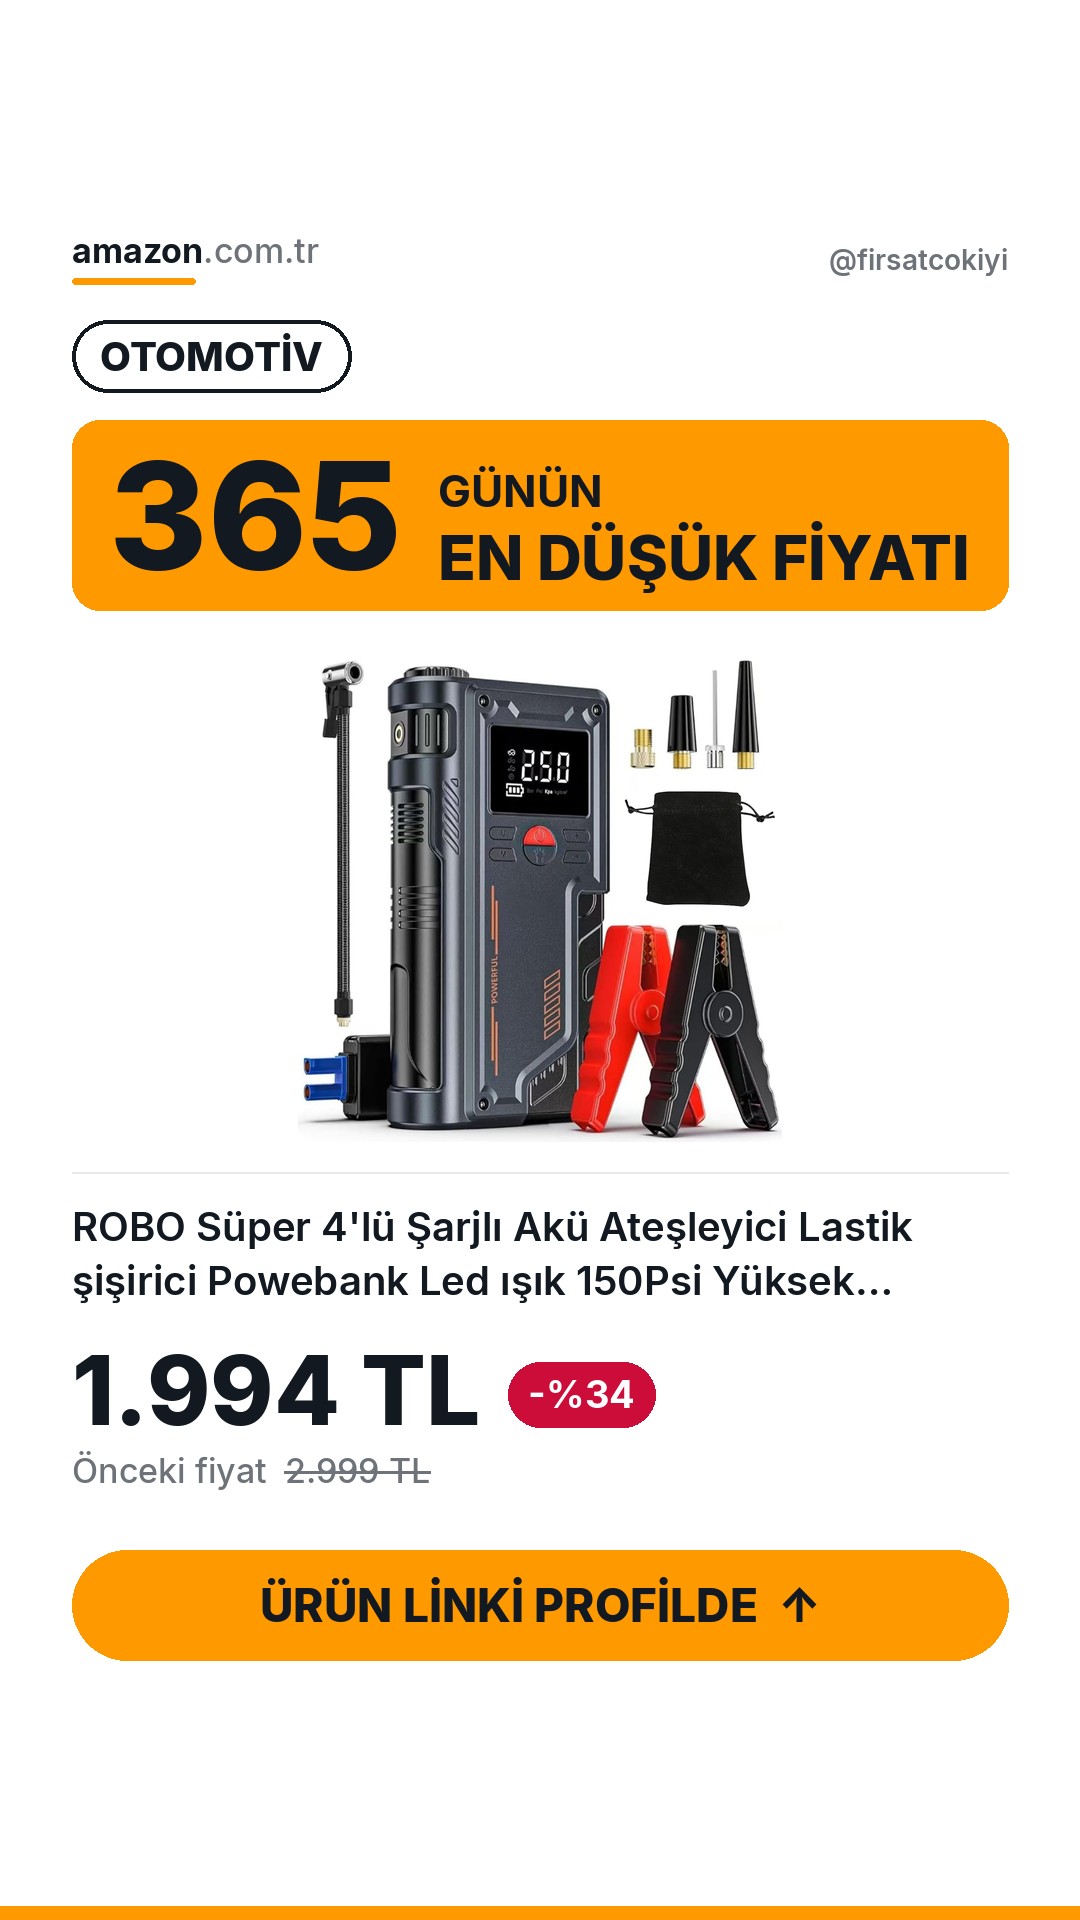 amazon.com.tr
@firsatcokiyi
OTOMOTİV
365
GÜNÜN
EN DÜŞÜK FİYATI
2.50
POWERFUL
ROBO Süper 4'lü Şarjlı Akü Ateşleyici Lastik
şişirici Powebank Led ışık 150Psi Yüksek...
1.994 TL
-%34
Önceki fiyat 2.999 TL
ÜRÜN LİNKİ PROFİLDE ↑